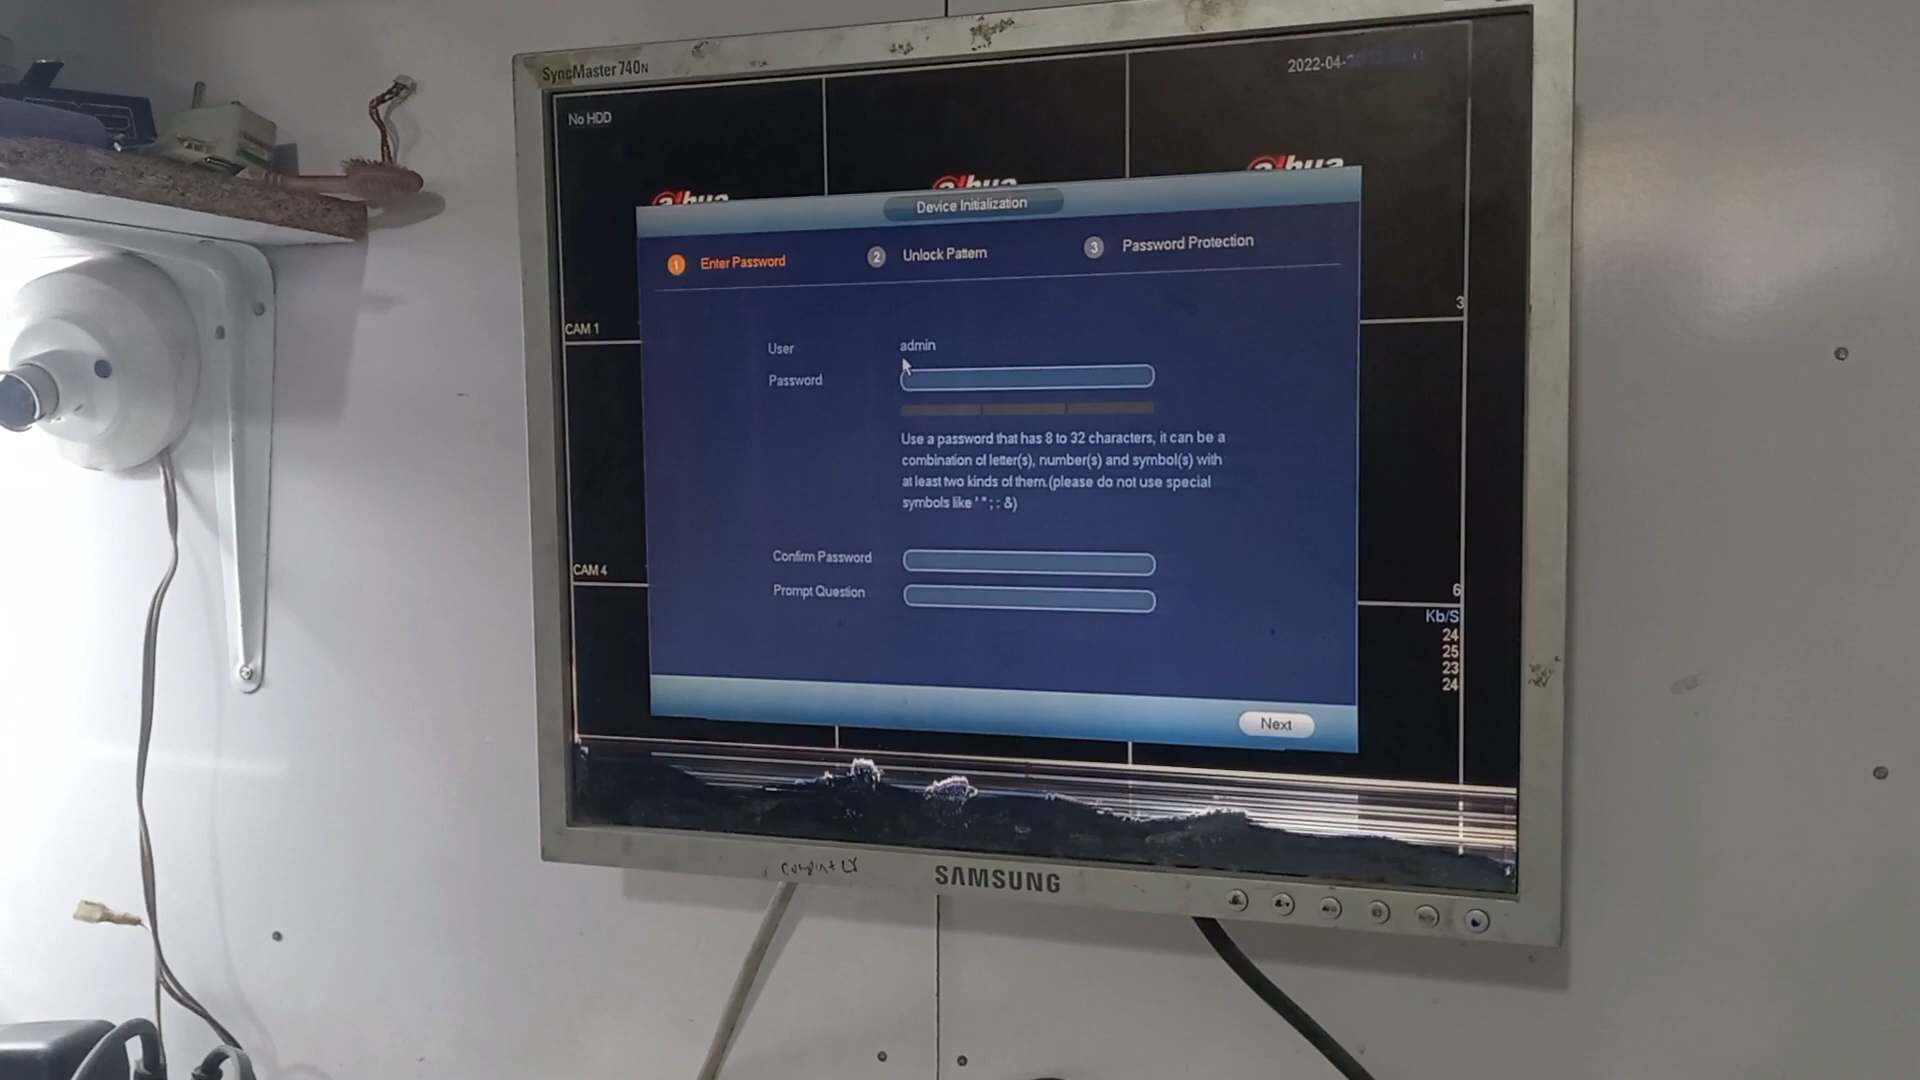 SyncMaster 740N
No HDD
2022-04-
alhua alhua alhua
Device Initialization
1 Enter Password 2 Unlock Pattern 3 Password Protection
3
CAM 1
User admin
Password
Use a password that has 8 to 32 characters, it can be a
combination of letter(s), number(s) and symbol(s) with
at least two kinds of them.(please do not use special
symbols like ' " ; : &)
Confirm Password
CAM 4
Prompt Question
6
Kb/S
24
25
23
24
Next
SAMSUNG